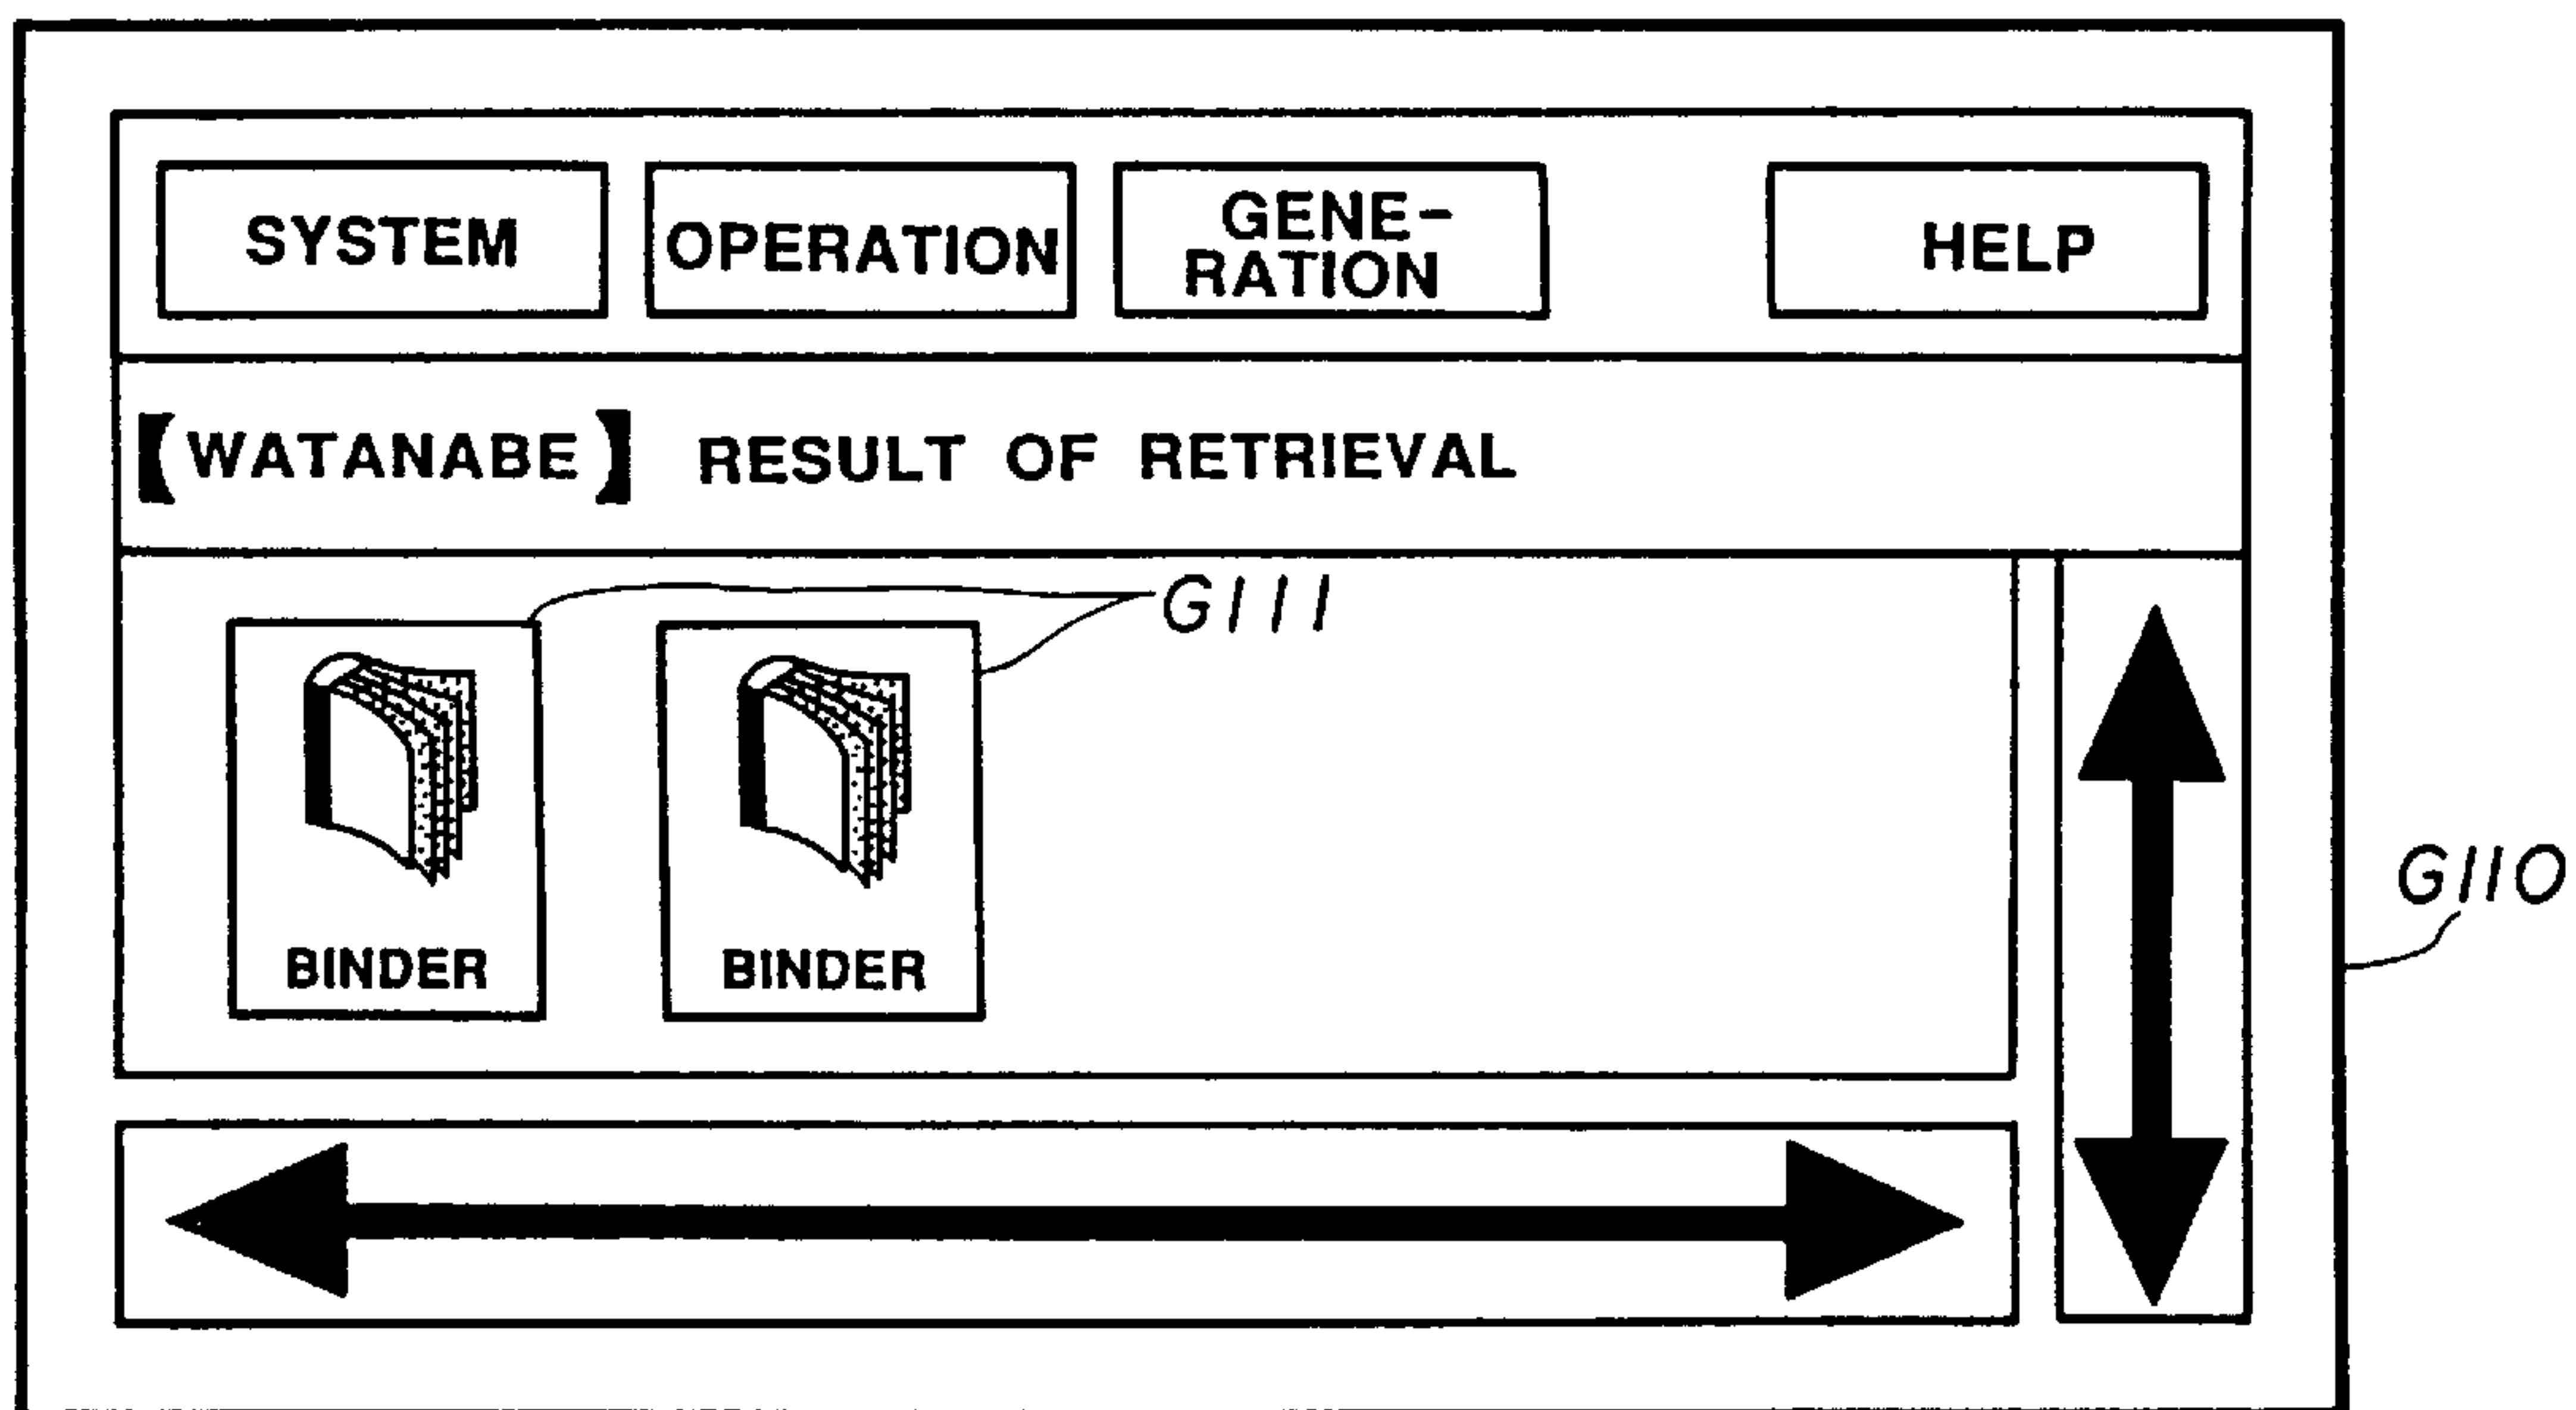 SYSTEM OPERATION GENE-
RATION HELP
【WATANABE】 RESULT OF RETRIEVAL
G111
BINDER BINDER
G110